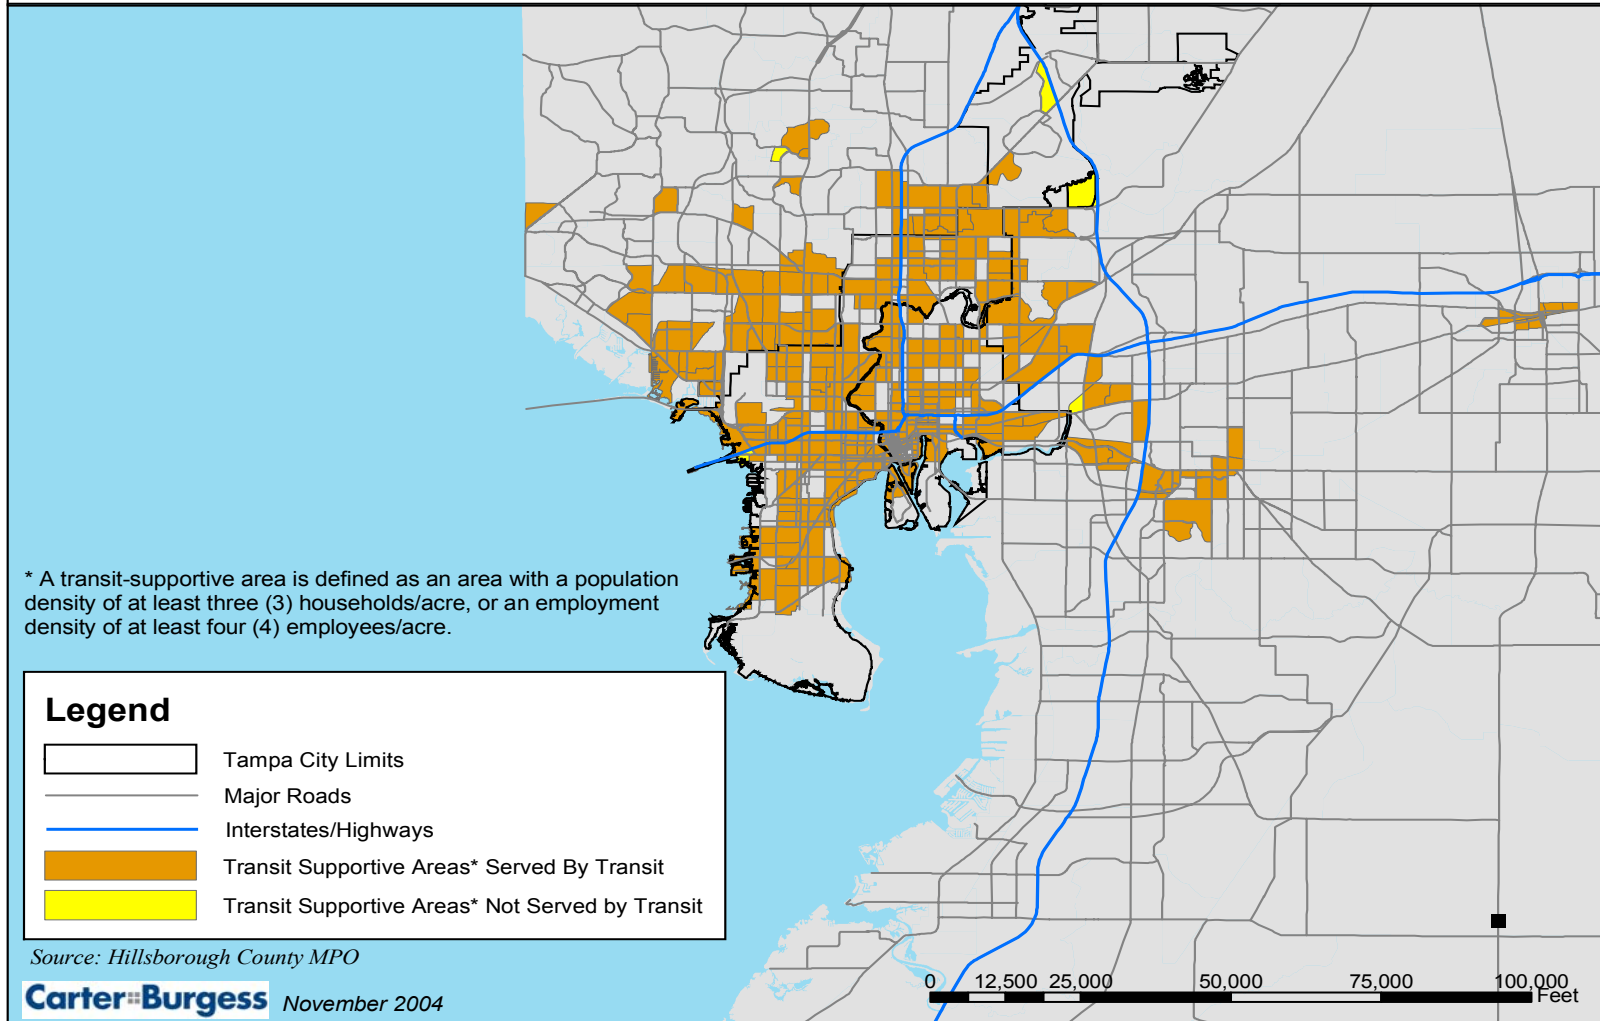 * A transit-supportive area is defined as an area with a population
density of at least three (3) households/acre, or an employment
density of at least four (4) employees/acre.
Legend
Tampa City Limits
Major Roads
Interstates/Highways
Transit Supportive Areas* Served By Transit
Transit Supportive Areas* Not Served by Transit
Source: Hillsborough County MPO
Carter::Burgess November 2004
0 12,500 25,000 50,000 75,000 100,000
Feet